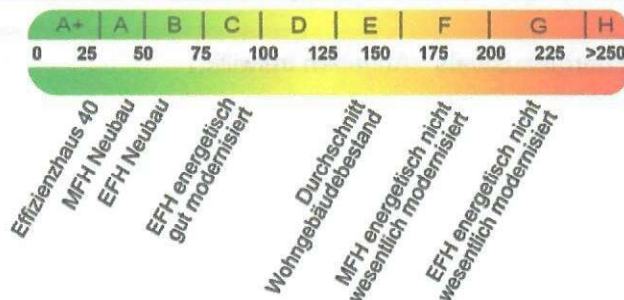 A+ A B C D E F G H
0 25 50 75 100 125 150 175 200 225 >250
Effizienzhaus 40
MFH Neubau
EFH Neubau
EFH energetisch
gut modernisiert
Durchschnitt
Wohngebäudebestand
MFH energetisch nicht
wesentlich modernisiert
EFH energetisch nicht
wesentlich modernisiert